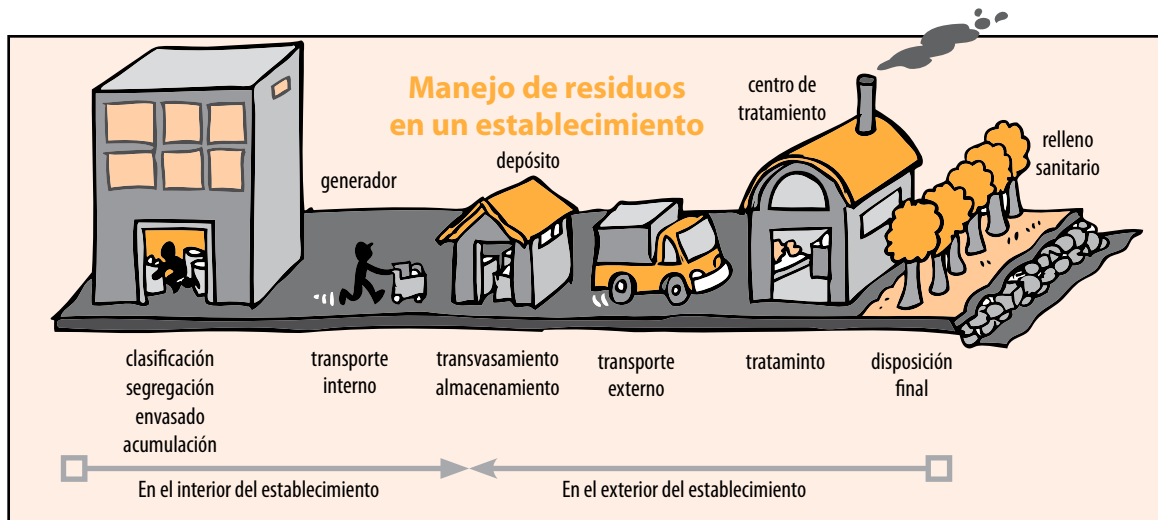 Manejo de residuos
en un establecimiento
centro de
tratamiento
relleno
sanitario
depósito
generador
clasificación
segregación
envasado
acumulación
transporte
interno
transvasamiento
almacenamiento
transporte
externo
trataminto
disposición
final
En el interior del establecimiento
En el exterior del establecimiento